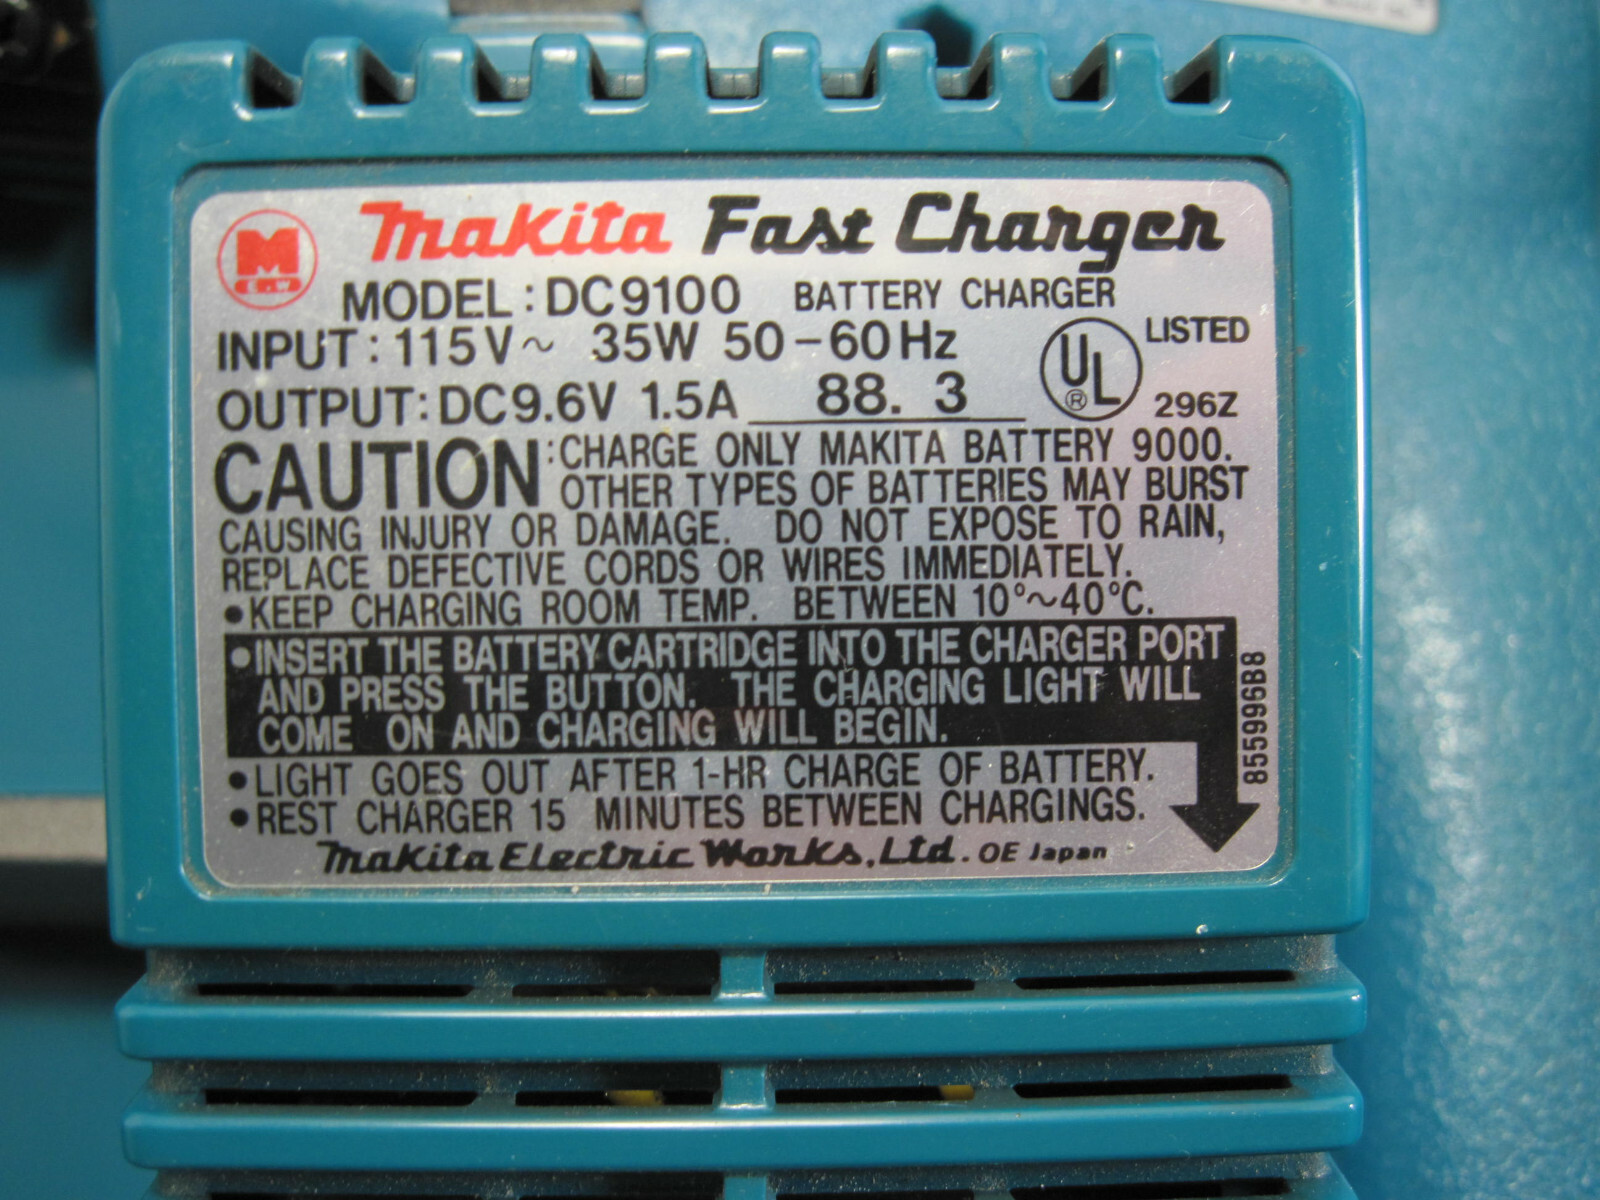 M
E.W
Makita Fast Charger
MODEL : DC9100 BATTERY CHARGER
INPUT : 115V~ 35W 50-60Hz
UL ® LISTED
OUTPUT: DC9.6V 1.5A 88. 3
296Z
CAUTION :CHARGE ONLY MAKITA BATTERY 9000.
OTHER TYPES OF BATTERIES MAY BURST
CAUSING INJURY OR DAMAGE. DO NOT EXPOSE TO RAIN,
REPLACE DEFECTIVE CORDS OR WIRES IMMEDIATELY.
•KEEP CHARGING ROOM TEMP. BETWEEN 10°~40°C.
•INSERT THE BATTERY CARTRIDGE INTO THE CHARGER PORT
AND PRESS THE BUTTON. THE CHARGING LIGHT WILL
COME ON AND CHARGING WILL BEGIN.
•LIGHT GOES OUT AFTER 1-HR CHARGE OF BATTERY.
•REST CHARGER 15 MINUTES BETWEEN CHARGINGS.
Makita Electric Works, Ltd. OE Japan
855996B8